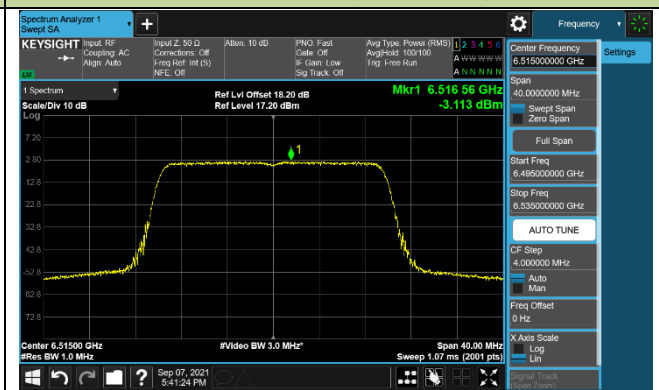 Spectrum Analyzer 1
Swept SA
+
Frequency
KEYSIGHT
Input: RF
Coupling: AC
Align: Auto
Input Z: 50 Ω
Corrections: Off
Freq Ref: Int (S)
NFE: Off
Atten: 10 dB
PNO: Fast
Gate: Off
IF Gain: Low
Sig Track: Off
Avg Type: Power (RMS)
Avg|Hold: 100/100
Trig: Free Run
1 2 3 4 5 6
A W W W W W
A N N N N N
1 Spectrum
Scale/Div 10 dB
Log
Ref Lvl Offset 18.20 dB
Ref Level 17.20 dBm
Mkr1 6.516 56 GHz
-3.113 dBm
1
7.20
-2.80
-12.8
-22.8
-32.8
-42.8
-52.8
-62.8
-72.8
Center 6.51500 GHz
#Res BW 1.0 MHz
#Video BW 3.0 MHz*
Span 40.00 MHz
Sweep 1.07 ms (2001 pts)
Center Frequency
6.515000000 GHz
Settings
Span
40.0000000 MHz
Swept Span
Zero Span
Full Span
Start Freq
6.495000000 GHz
Stop Freq
6.535000000 GHz
AUTO TUNE
CF Step
4.000000 MHz
Auto
Man
Freq Offset
0 Hz
X Axis Scale
Log
Lin
Signal Track
(Span Zoom)
?
Sep 07, 2021
5:41:24 PM